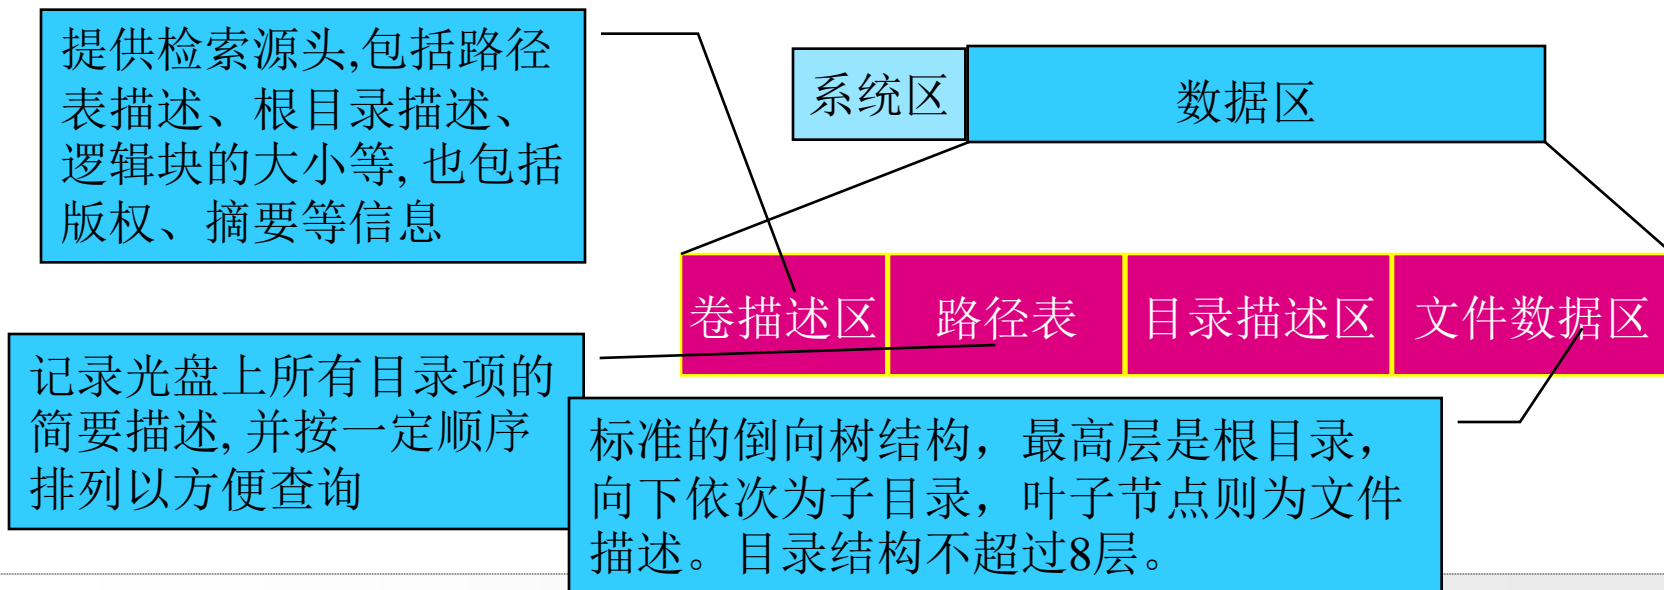 提供检索源头,包括路径
表描述、根目录描述、
逻辑块的大小等, 也包括
版权、摘要等信息
系统区
数据区
卷描述区
路径表
目录描述区
文件数据区
记录光盘上所有目录项的
简要描述, 并按一定顺序
排列以方便查询
标准的倒向树结构，最高层是根目录，
向下依次为子目录，叶子节点则为文件
描述。目录结构不超过8层。